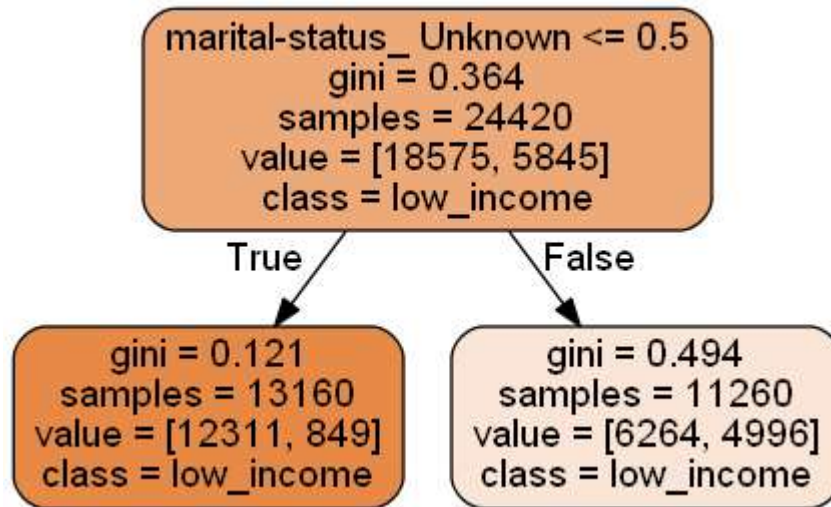 marital-status_ Unknown <= 0.5
gini = 0.364
samples = 24420
value = [18575, 5845]
class = low_income
True
False
gini = 0.121
samples = 13160
value = [12311, 849]
class = low_income
gini = 0.494
samples = 11260
value = [6264, 4996]
class = low_income